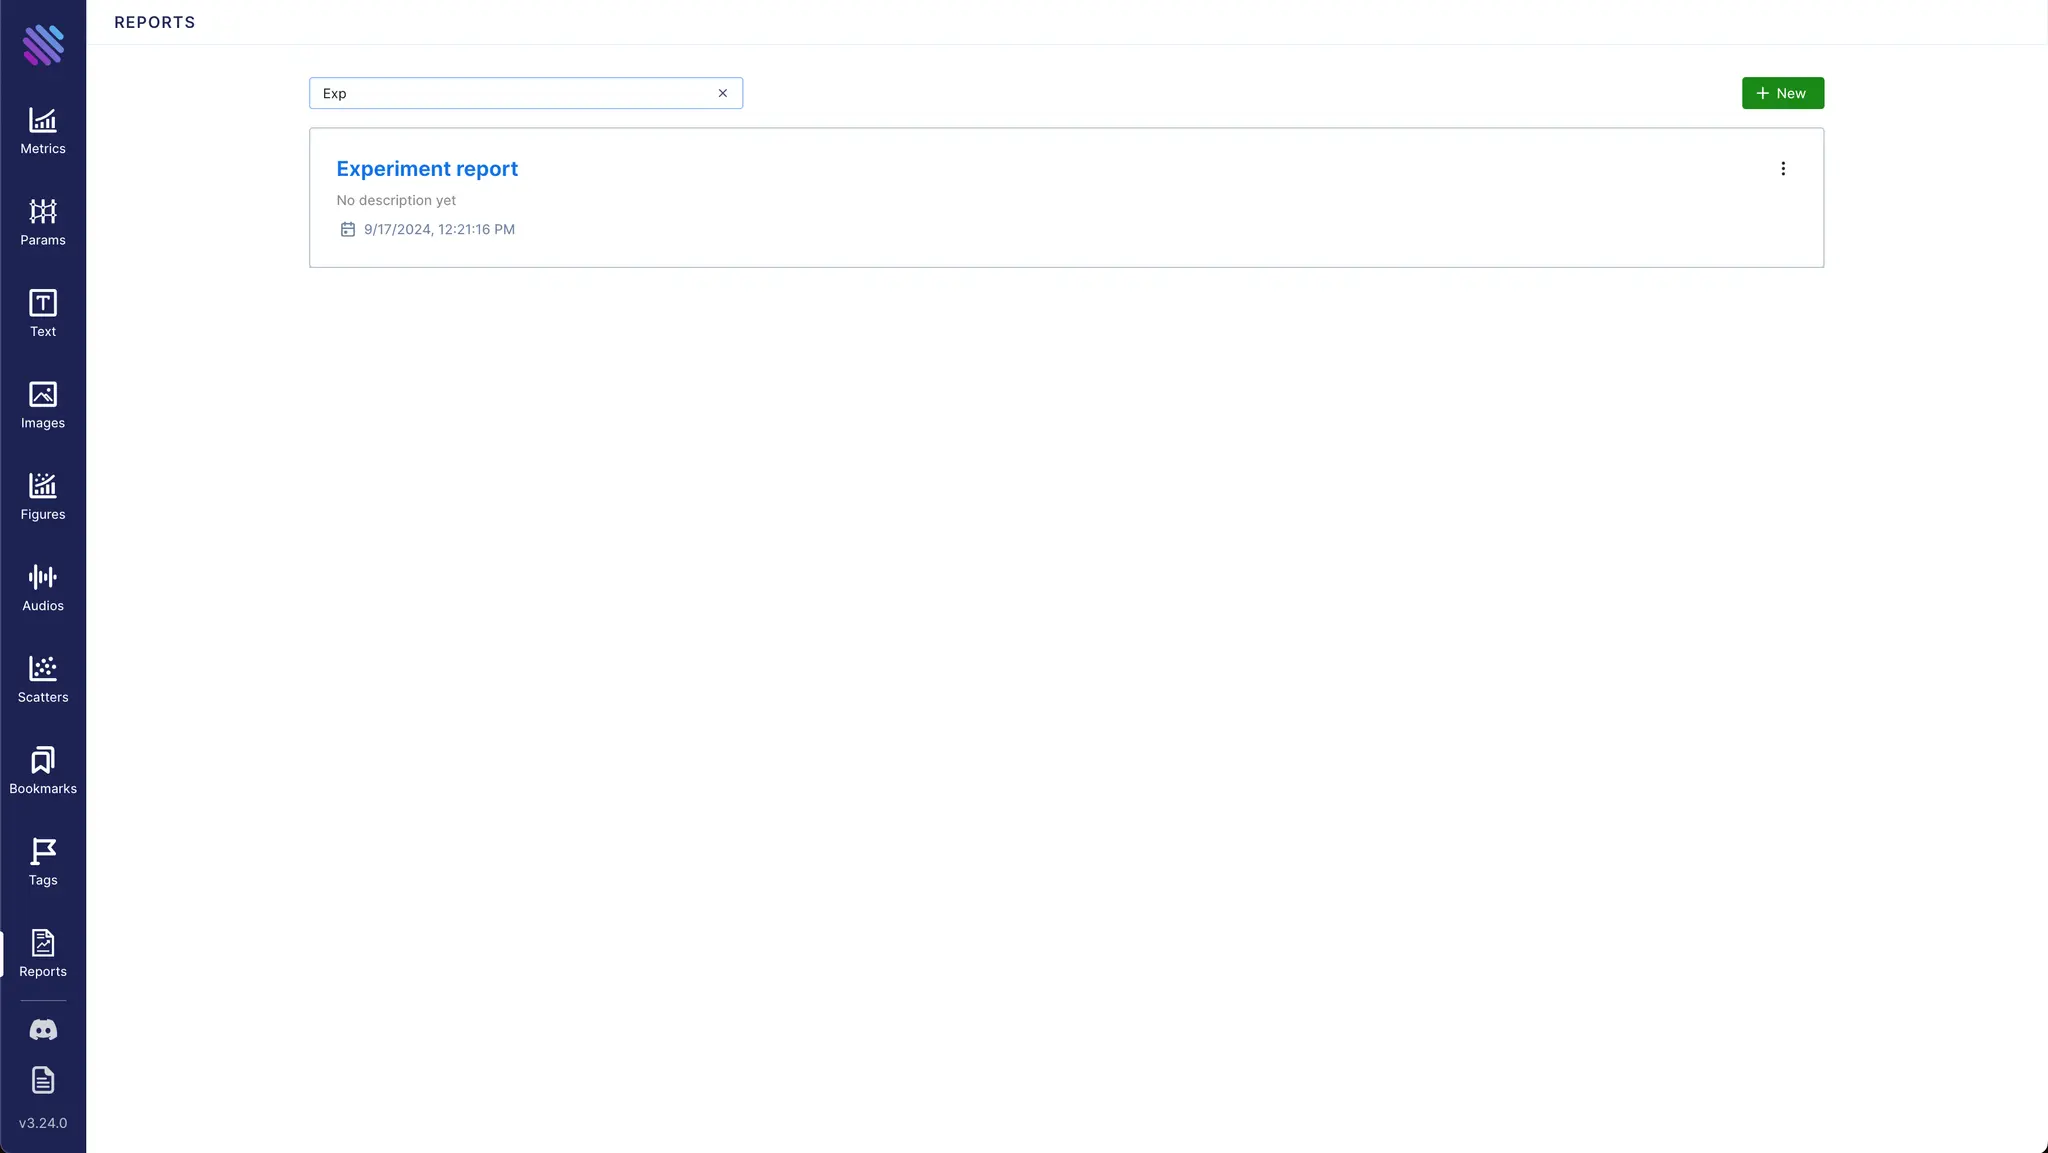 REPORTS
Exp
New
Experiment report
No description yet
9/17/2024, 12:21:16 PM
Metrics
Params
Text
Images
Figures
Audios
Scatters
Bookmarks
Tags
Reports
v3.24.0